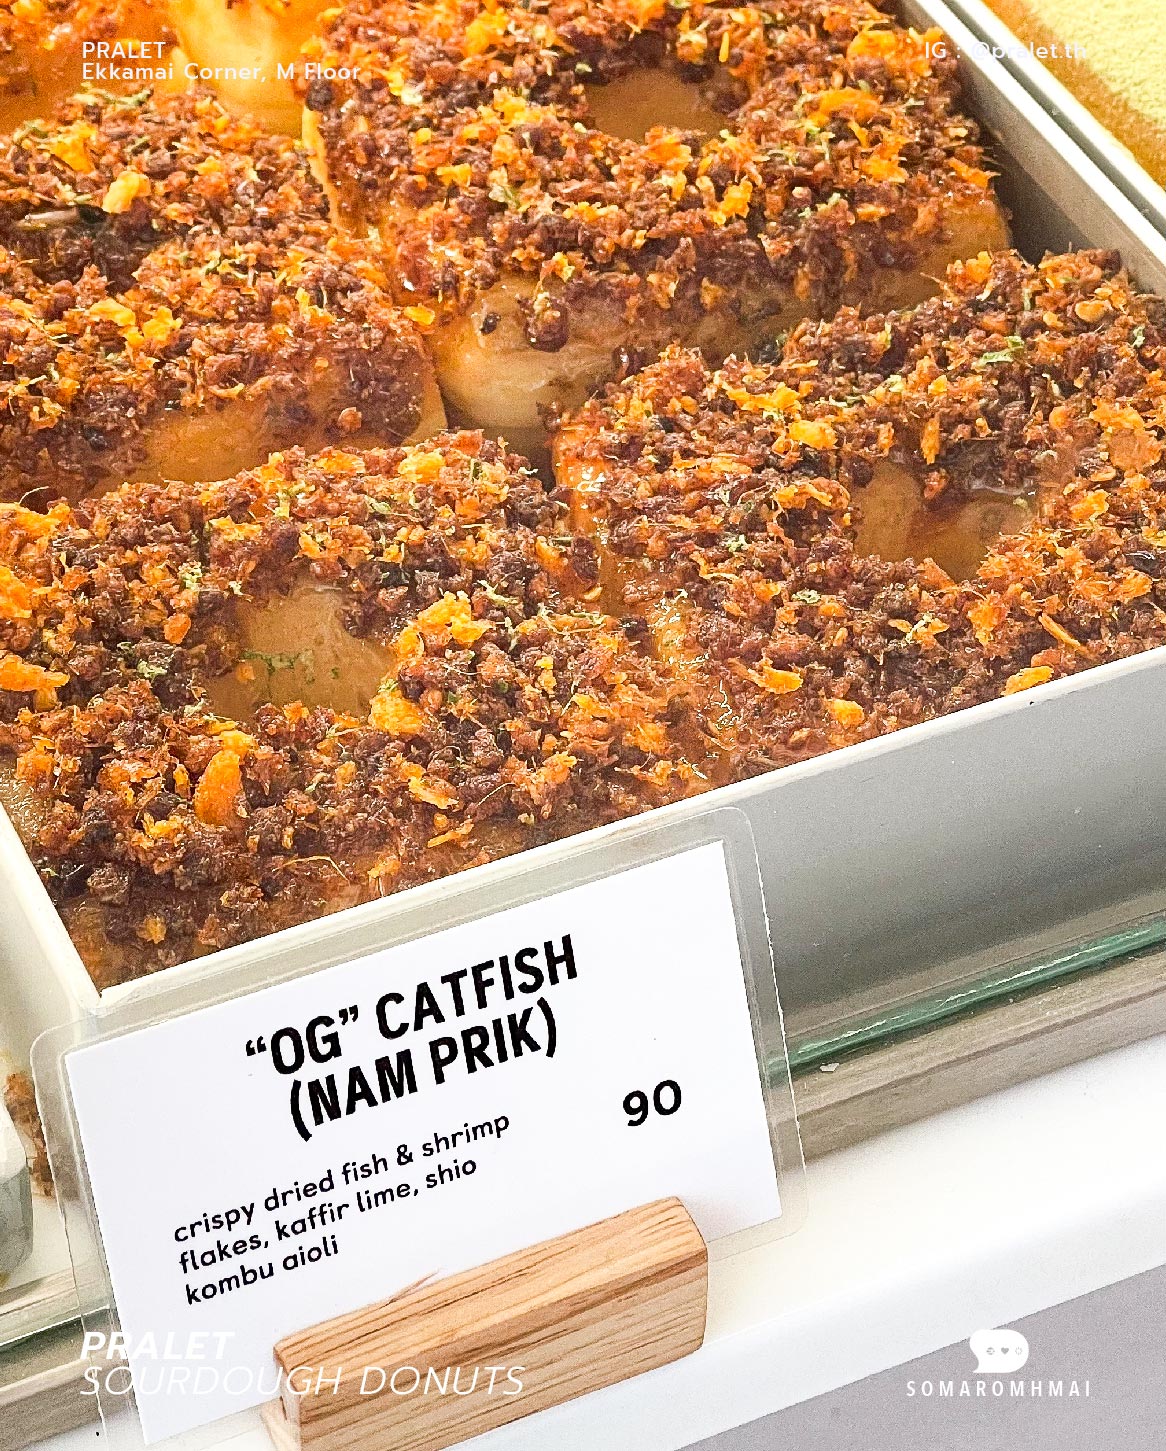 PRALET
Ekkamai Corner, M Floor
IG : @pralet.th
“OG” CATFISH
(NAM PRIK)
90
crispy dried fish & shrimp
flakes, kaffir lime, shio
kombu aioli
PRALET
SOURDOUGH DONUTS
SOMAROMHMAI